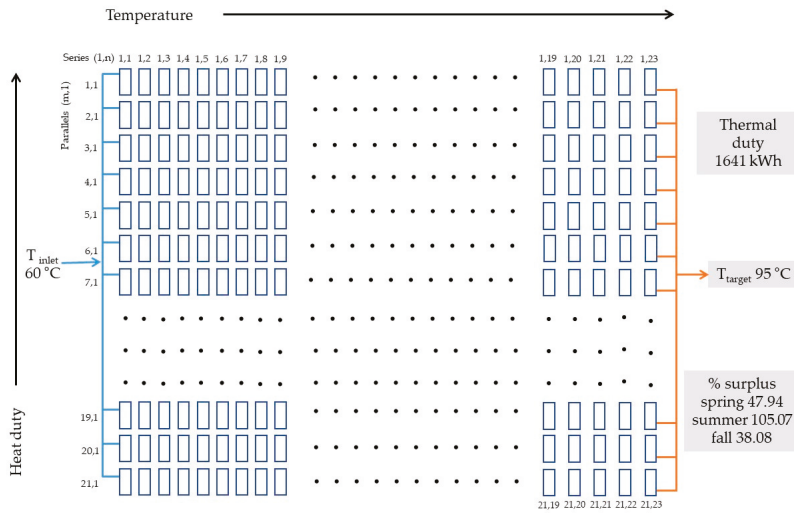 Temperature
Series (1,n) 1,1 1,2 1,3 1,4 1,5 1,6 1,7 1,8 1,9 1,19 1,20 1,21 1,22 1,23
Parallels (m,1)
1,1
2,1
3,1
4,1
5,1
6,1
7,1
19,1
20,1
21,1
Heat duty
T inlet
60 °C
Thermal
duty
1641 kWh
T target 95 °C
% surplus
spring 47.94
summer 105.07
fall 38.08
21,19 21,20 21,21 21,22 21,23